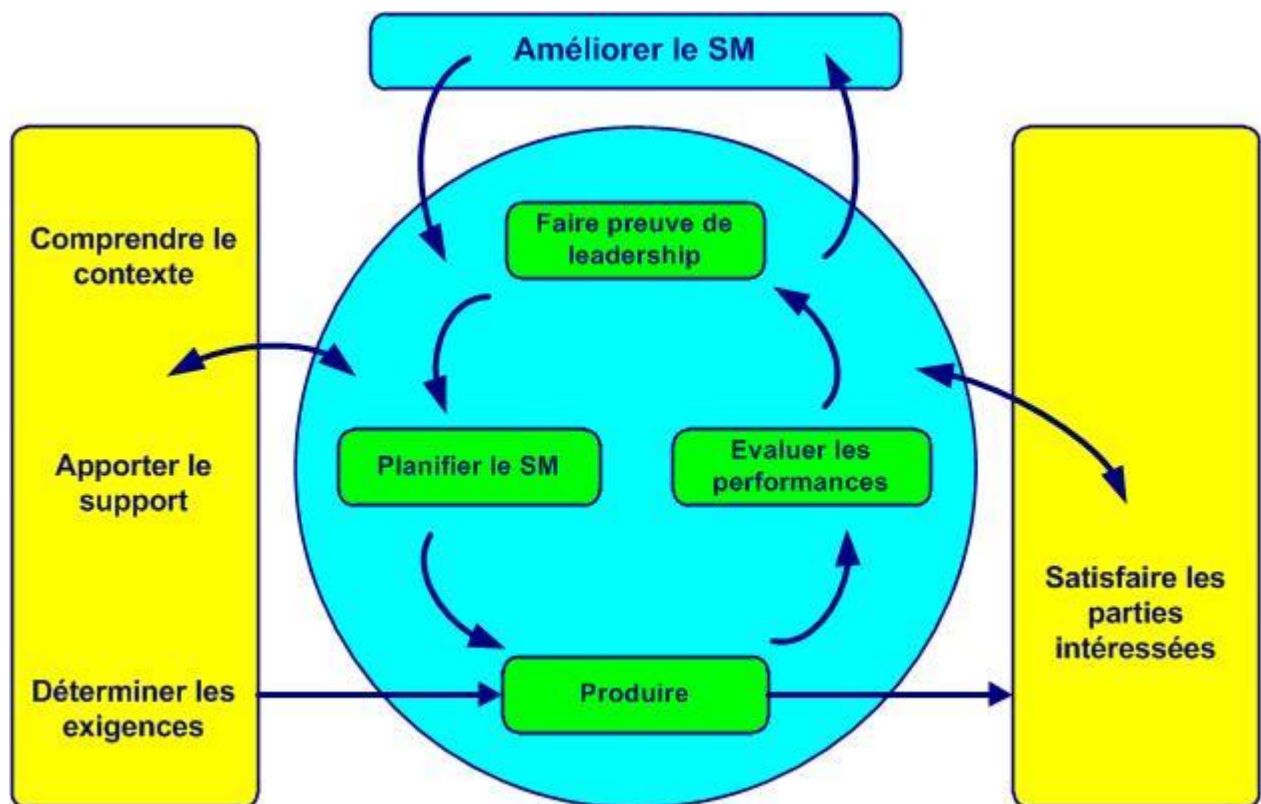 Améliorer le SM
Comprendre le
contexte
Apporter le
support
Déterminer les
exigences
Faire preuve de
leadership
Planifier le SM
Evaluer les
performances
Produire
Satisfaire les
parties
intéressées